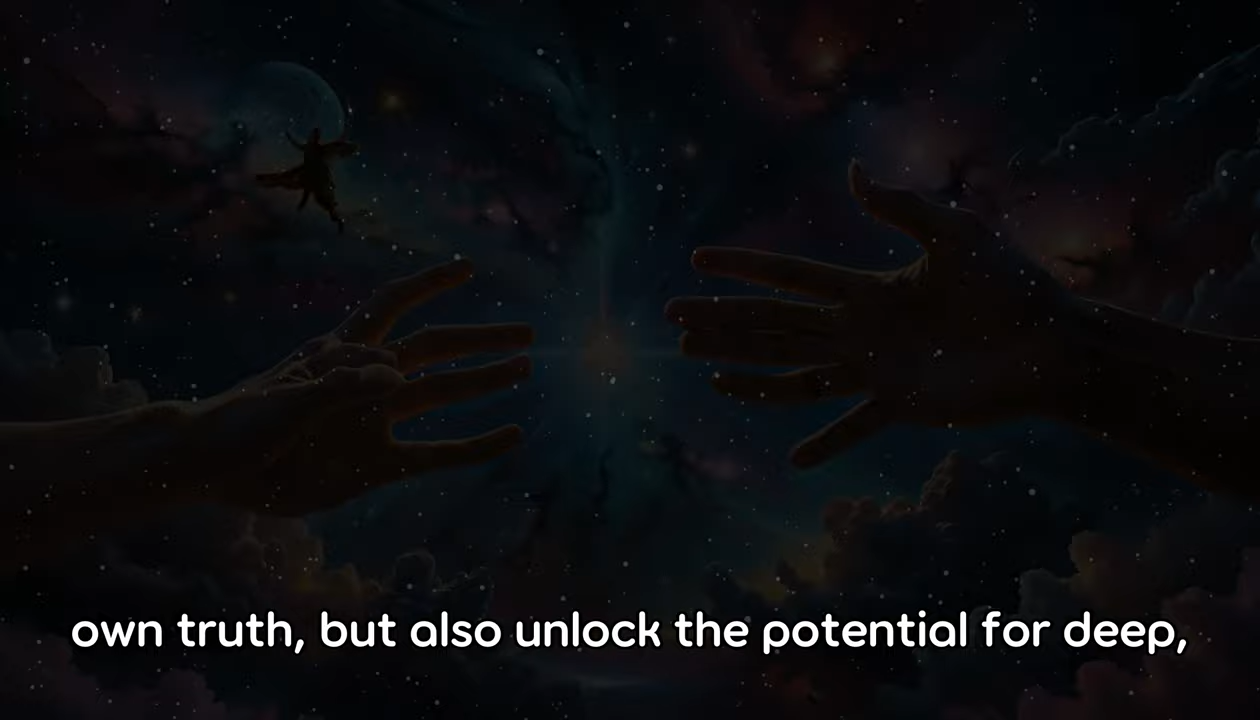 own truth, but also unlock the potential for deep,